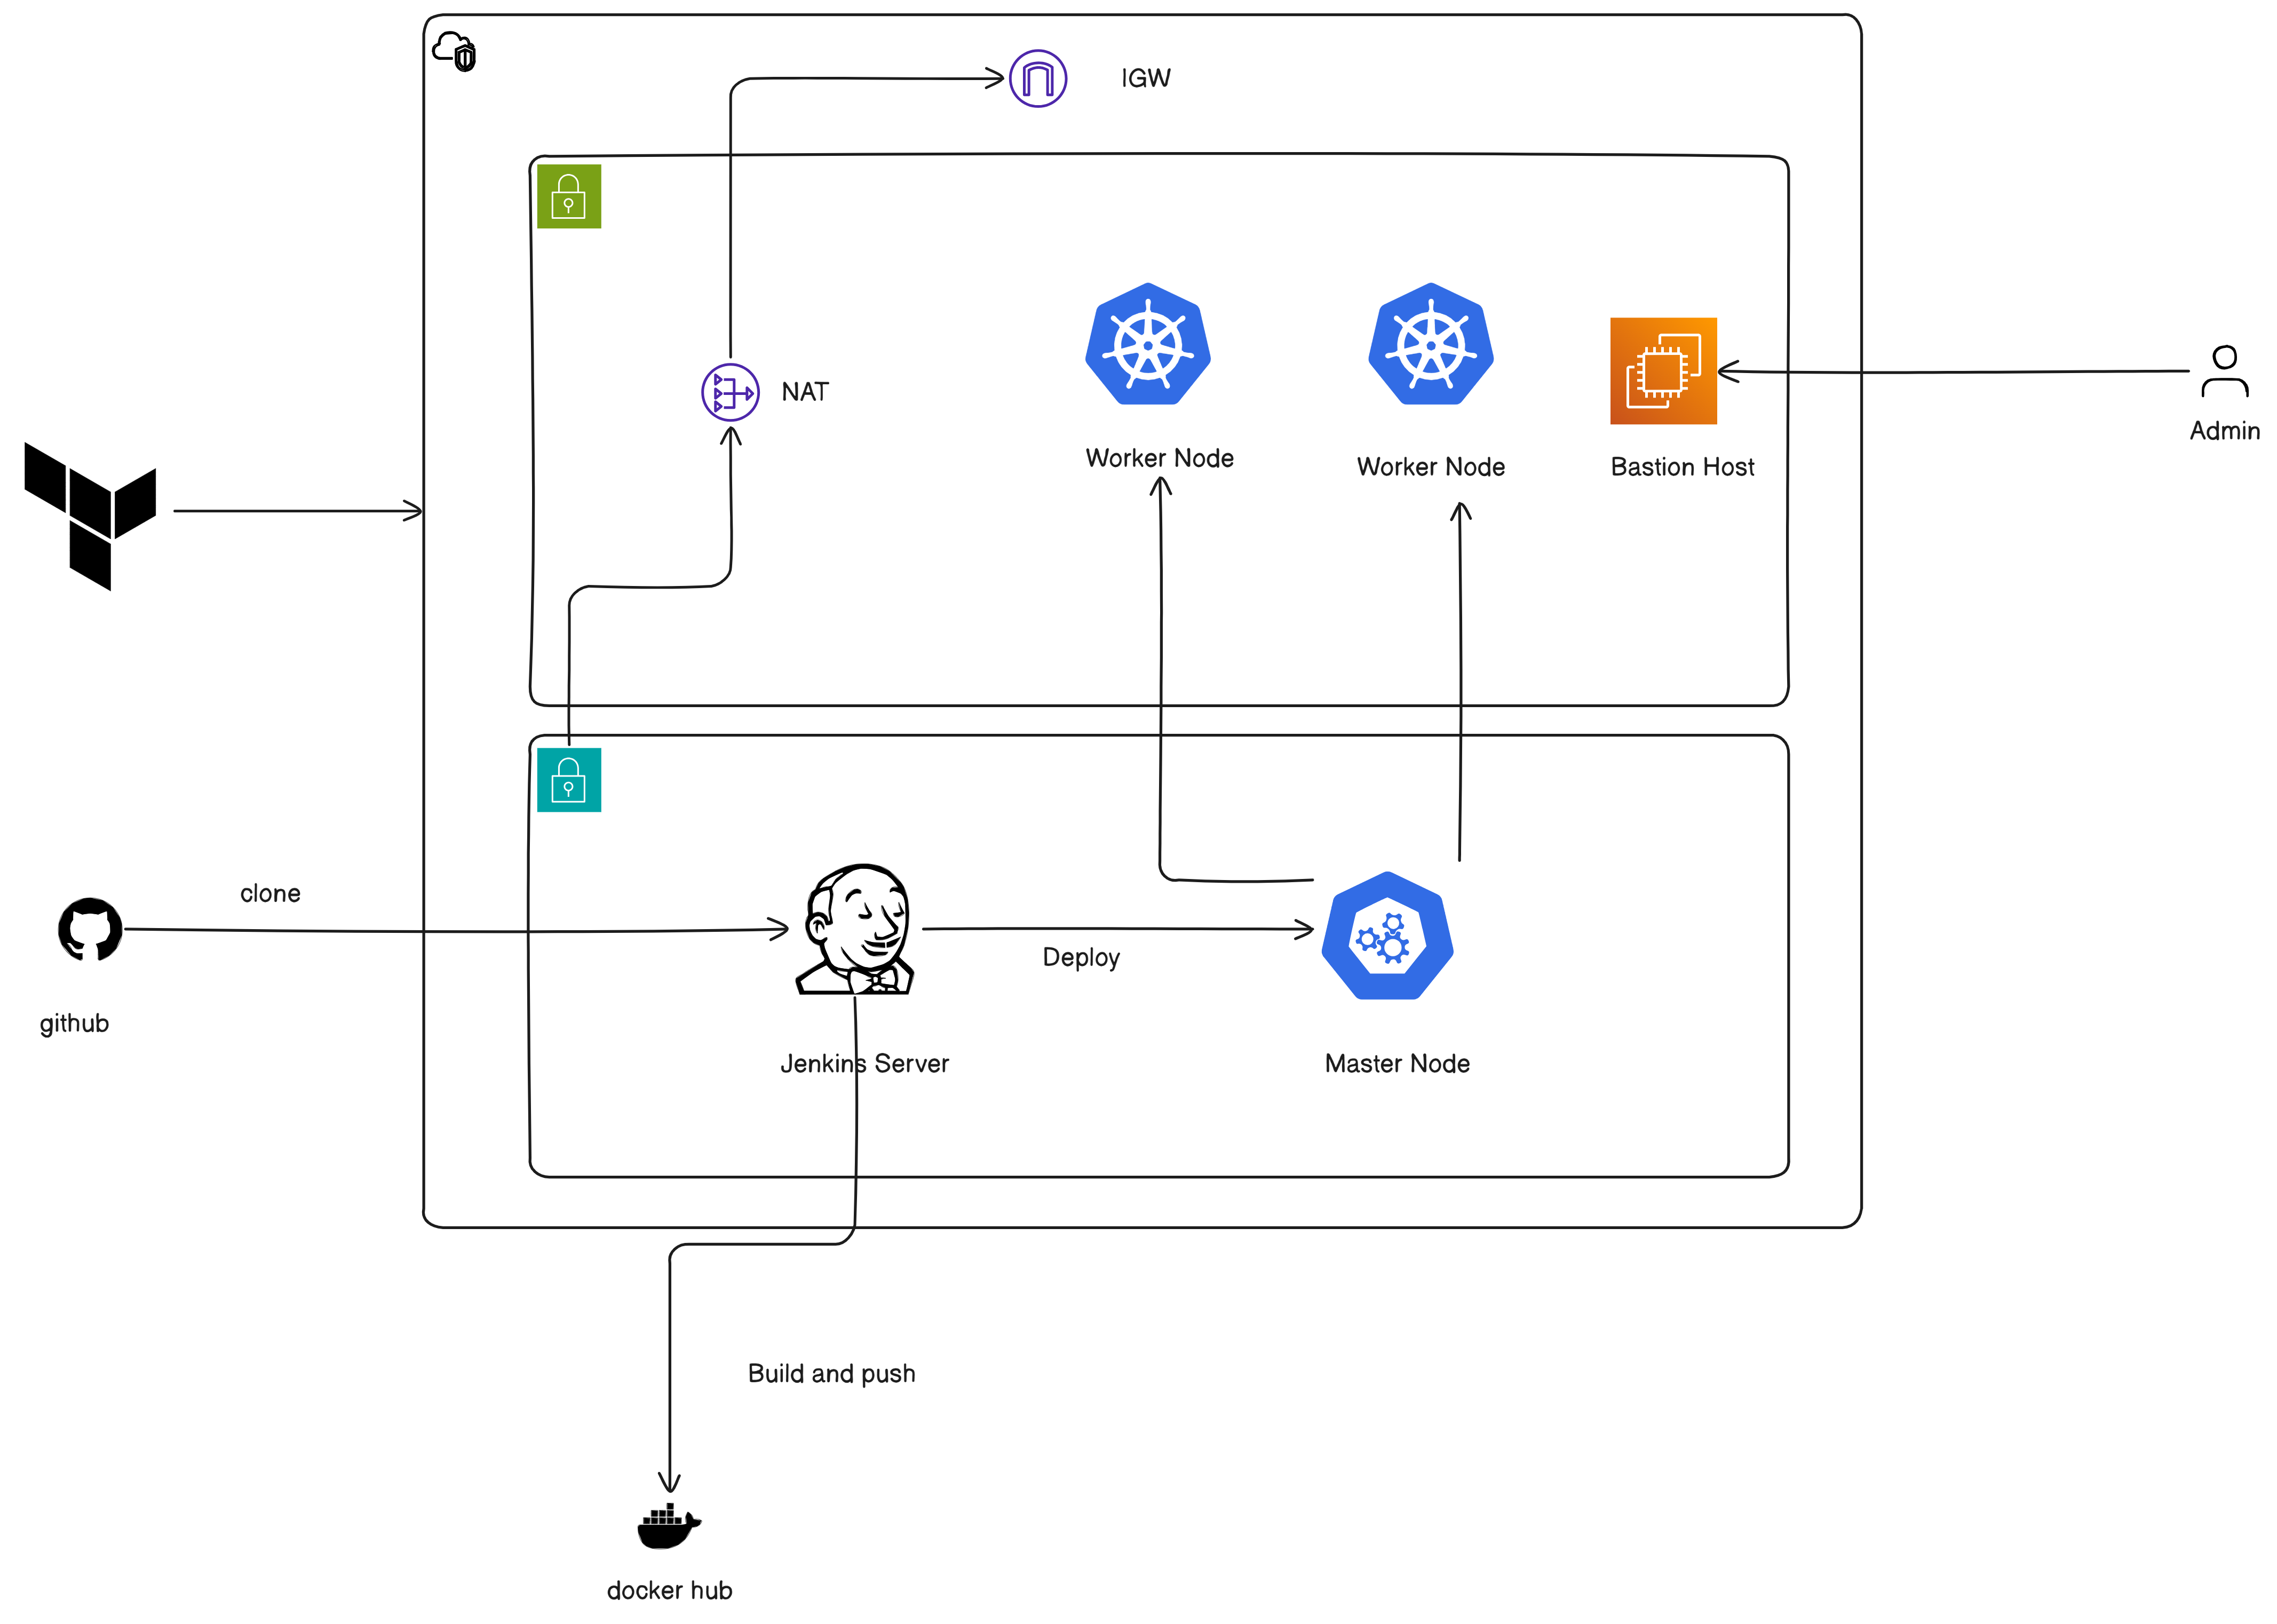 IGW
NAT
Worker Node
Worker Node
Bastion Host
Admin
clone
github
Deploy
Jenkins Server
Master Node
Build and push
docker hub